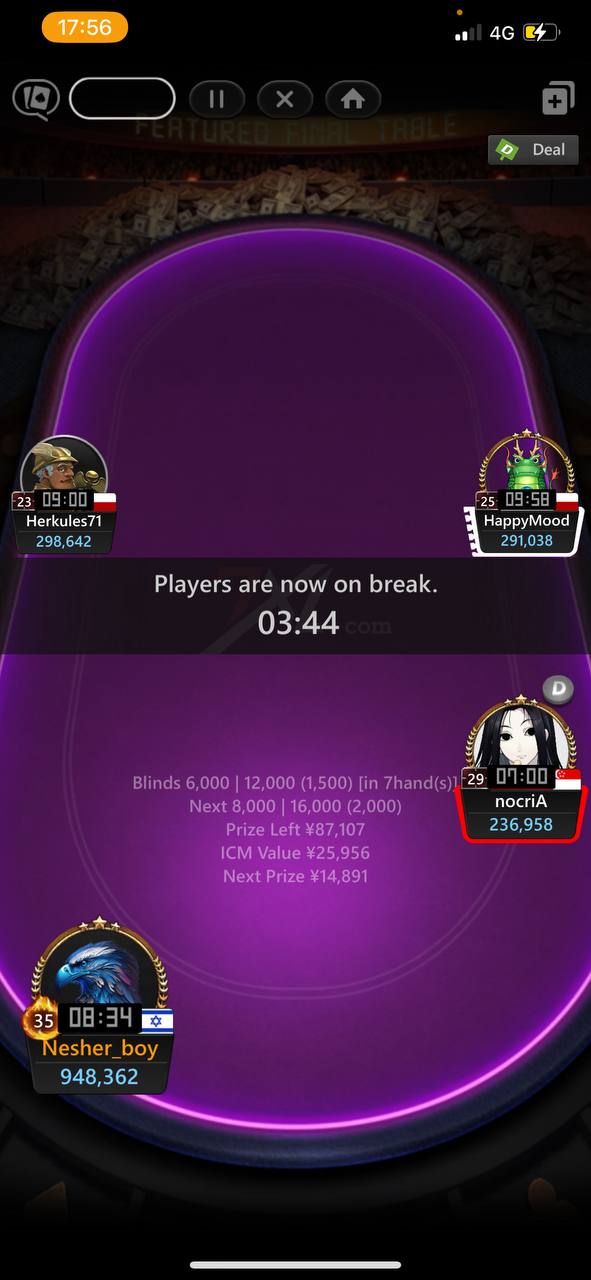 17:56
4G
FEATURED FINAL TABLE
Deal
-23 09:00
Herkules71
298,642
-25 09:58
HappyMood
291,038
Players are now on break.
03:44
.com
D
-29 07:00
nocriA
236,958
Blinds 6,000 | 12,000 (1,500) [in 7hand(s)]
Next 8,000 | 16,000 (2,000)
Prize Left ¥87,107
ICM Value ¥25,956
Next Prize ¥14,891
35 08:34
Nesher_boy
948,362